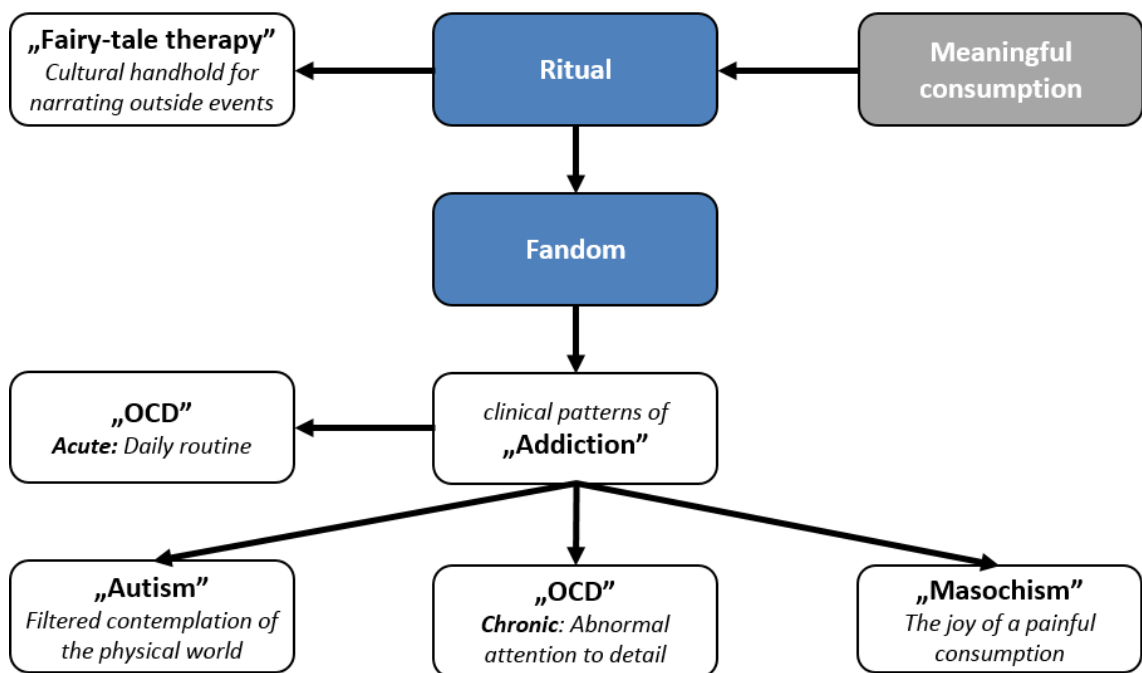 „Fairy-tale therapy”
Cultural handhold for
narrating outside events
Ritual
Meaningful
consumption
Fandom
„OCD”
Acute: Daily routine
clinical patterns of
„Addiction”
„Autism”
Filtered contemplation of
the physical world
„OCD”
Chronic: Abnormal
attention to detail
„Masochism”
The joy of a painful
consumption